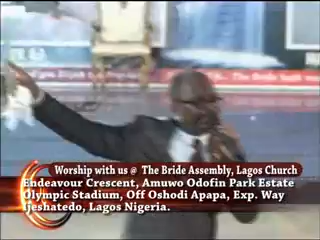 Worship with us @ The Bride Assembly, Lagos Church
Endeavour Crescent, Amuwo Odofin Park Estate
Olympic Stadium, Off Oshodi Apapa, Exp. Way
Ijeshatedo, Lagos Nigeria.